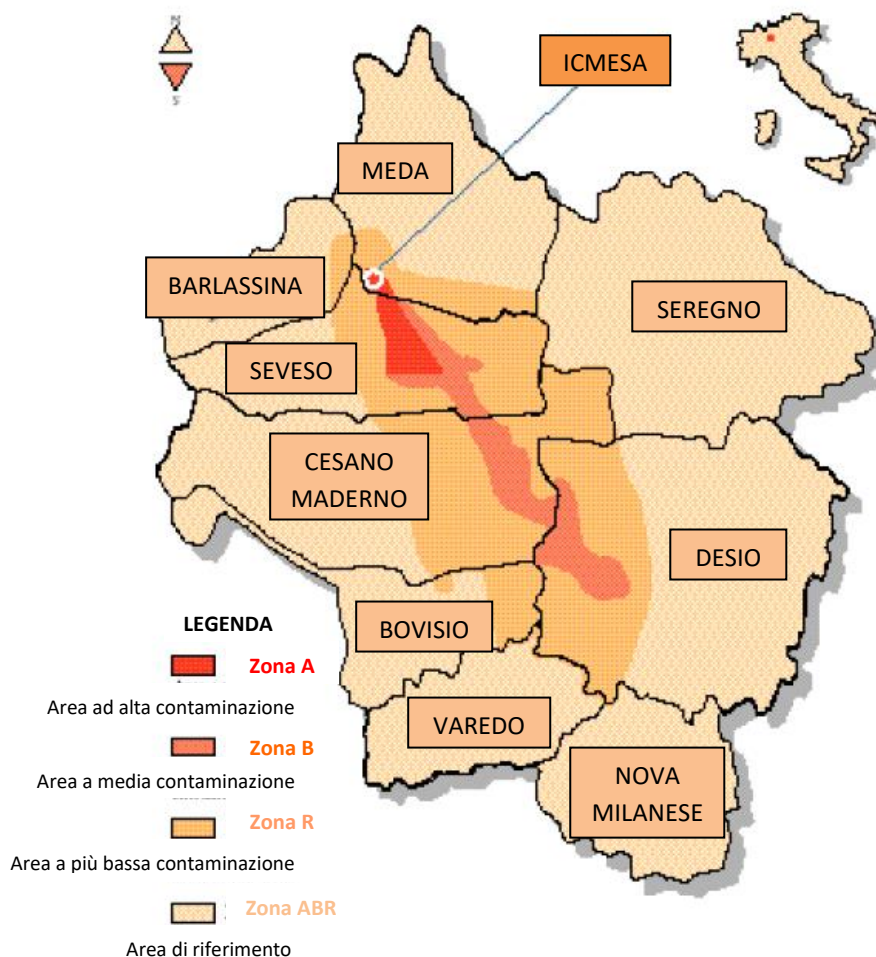 N
S
ICMESA
MEDA
BARLASSINA
SEREGNO
SEVESO
CESANO
MADERNO
DESIO
BOVISIO
LEGENDA
Zona A
Area ad alta contaminazione
VAREDO
Zona B
Area a media contaminazione
NOVA
MILANESE
Zona R
Area a più bassa contaminazione
Zona ABR
Area di riferimento